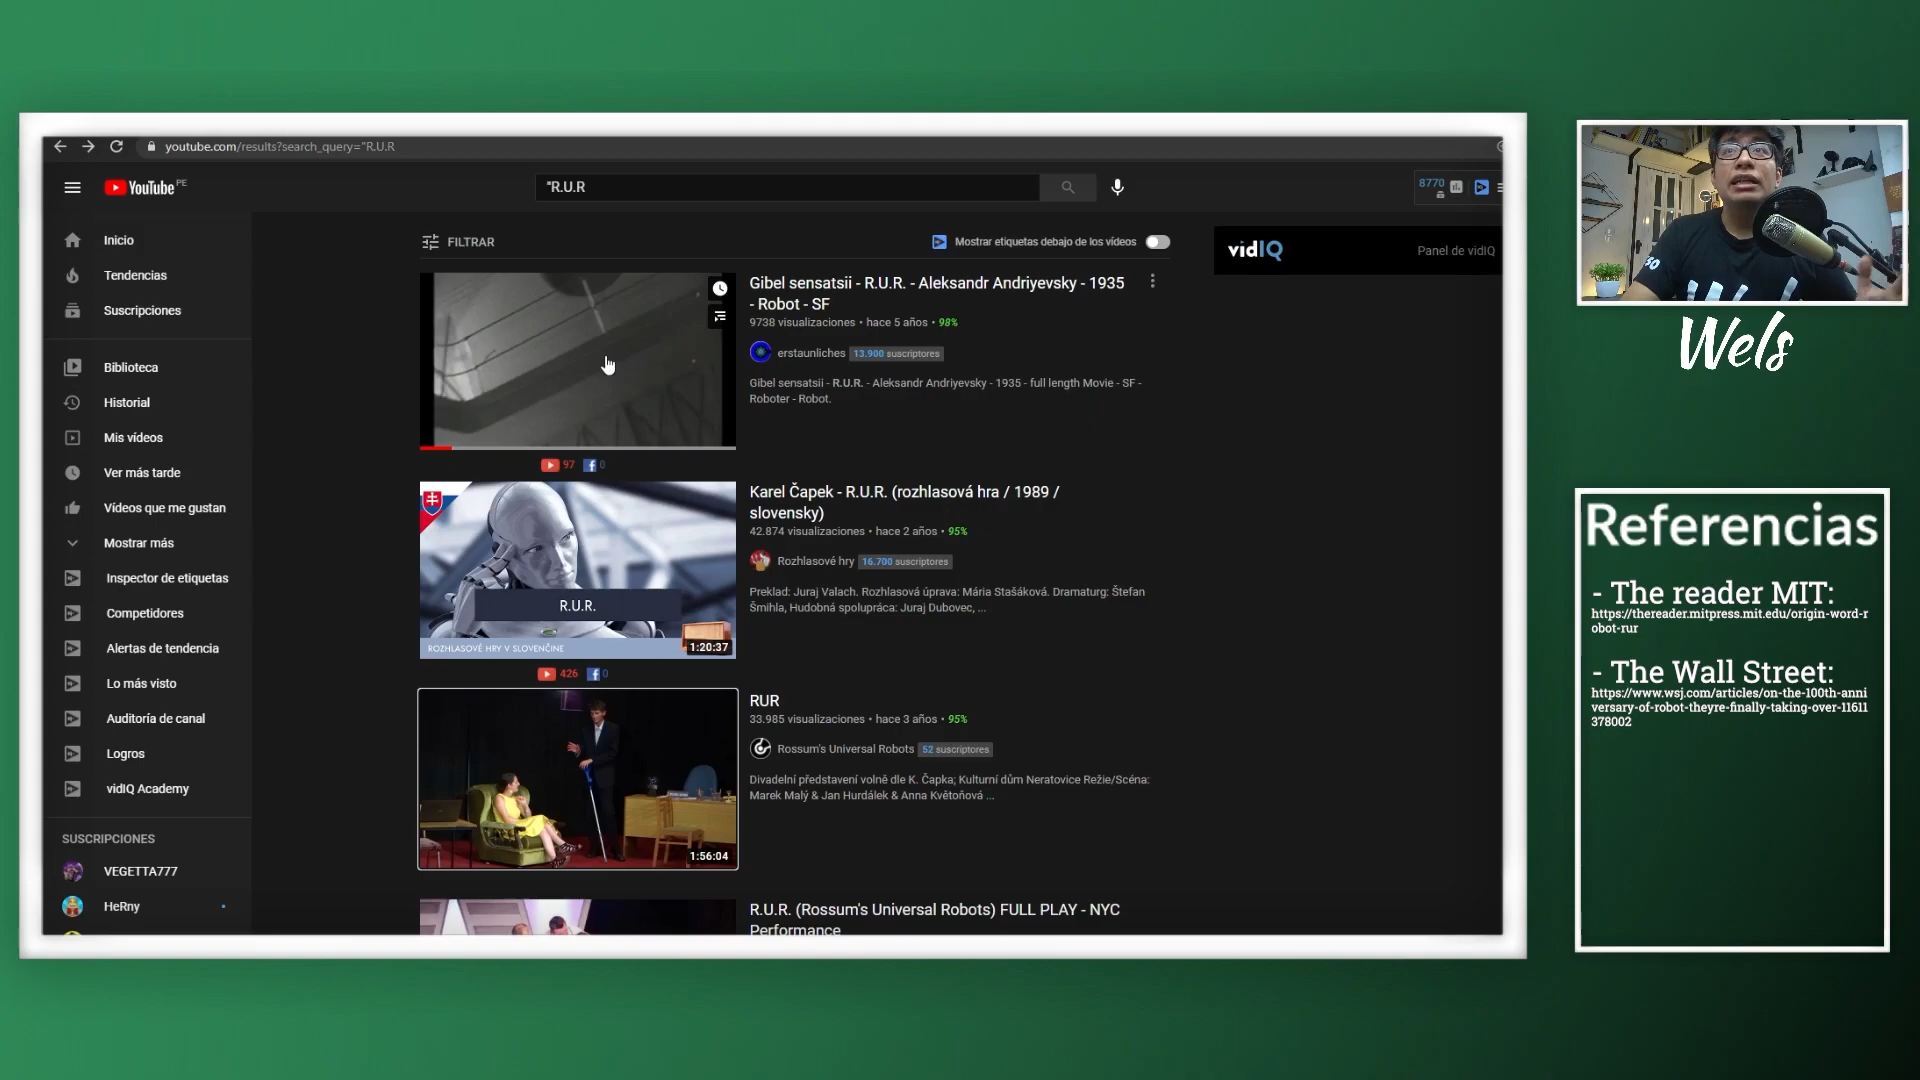 youtube.com/results?search_query="R.U.R
YouTube PE
"R.U.R
8770
Inicio
Tendencias
Suscripciones
Biblioteca
Historial
Mis vídeos
Ver más tarde
Vídeos que me gustan
Mostrar más
Inspector de etiquetas
Competidores
Alertas de tendencia
Lo más visto
Auditoría de canal
Logros
vidIQ Academy
SUSCRIPCIONES
VEGETTA777
HeRny
FILTRAR
Mostrar etiquetas debajo de los vídeos
Gibel sensatsii - R.U.R. - Aleksandr Andriyevsky - 1935
- Robot - SF
9738 visualizaciones • hace 5 años • 98%
erstaunliches 13.900 suscriptores
Gibel sensatsii - R.U.R. - Aleksandr Andriyevsky - 1935 - full length Movie - SF -
Roboter - Robot.
97 0
R.U.R.
ROZHLASOVÉ HRY V SLOVENČINE
1:20:37
Karel Čapek - R.U.R. (rozhlasová hra / 1989 /
slovensky)
42.874 visualizaciones • hace 2 años • 95%
Rozhlasové hry 16.700 suscriptores
Preklad: Juraj Valach. Rozhlasová úprava: Mária Stašáková. Dramaturg: Štefan
Šmihla, Hudobná spolupráca: Juraj Dubovec, ...
426 0
1:56:04
RUR
33.985 visualizaciones • hace 3 años • 95%
Rossum's Universal Robots 52 suscriptores
Divadelní představení volně dle K. Čapka; Kulturní dům Neratovice Režie/Scéna:
Marek Malý & Jan Hurdálek & Anna Květoňová ...
R.U.R. (Rossum's Universal Robots) FULL PLAY - NYC
Performance
vidIQ
Panel de vidIQ
Wels
Referencias
- The reader MIT:
https://thereader.mitpress.mit.edu/origin-word-r
obot-rur
- The Wall Street:
https://www.wsj.com/articles/on-the-100th-anni
versary-of-robot-theyre-finally-taking-over-11611
378002